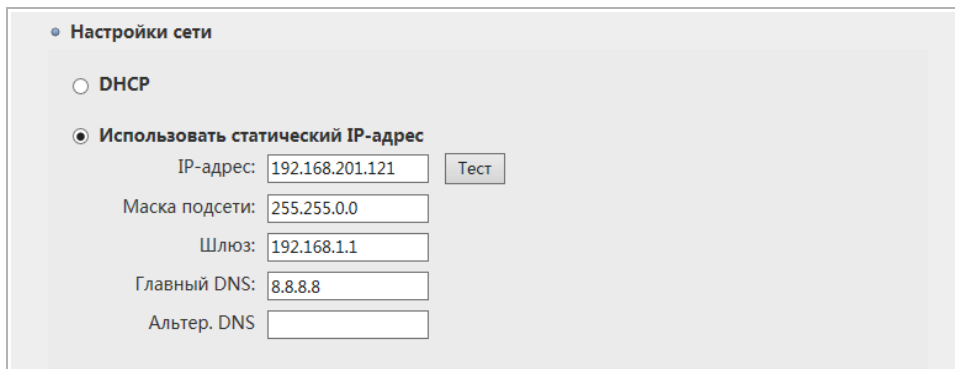 Настройки сети
DHCP
Использовать статический IP-адрес
IP-адрес: 192.168.201.121 Тест
Маска подсети: 255.255.0.0
Шлюз: 192.168.1.1
Главный DNS: 8.8.8.8
Альтер. DNS